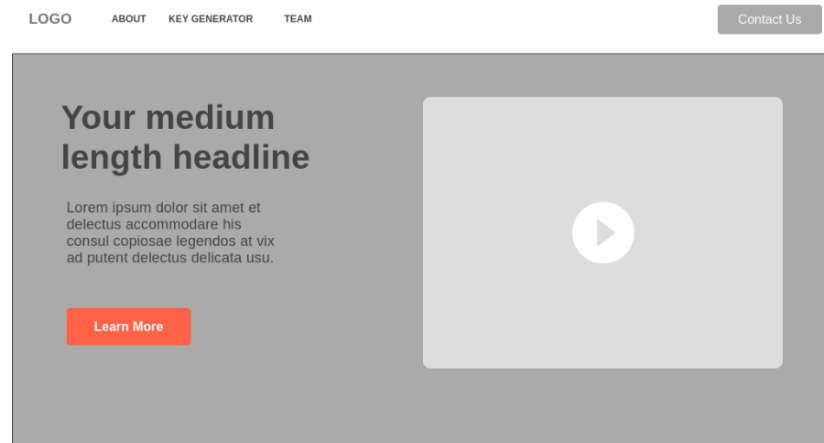 LOGO ABOUT KEY GENERATOR TEAM Contact Us
Your medium
length headline
Lorem ipsum dolor sit amet et
delectus accommodare his
consul copiosae legendos at vix
ad putent delectus delicata usu.
Learn More